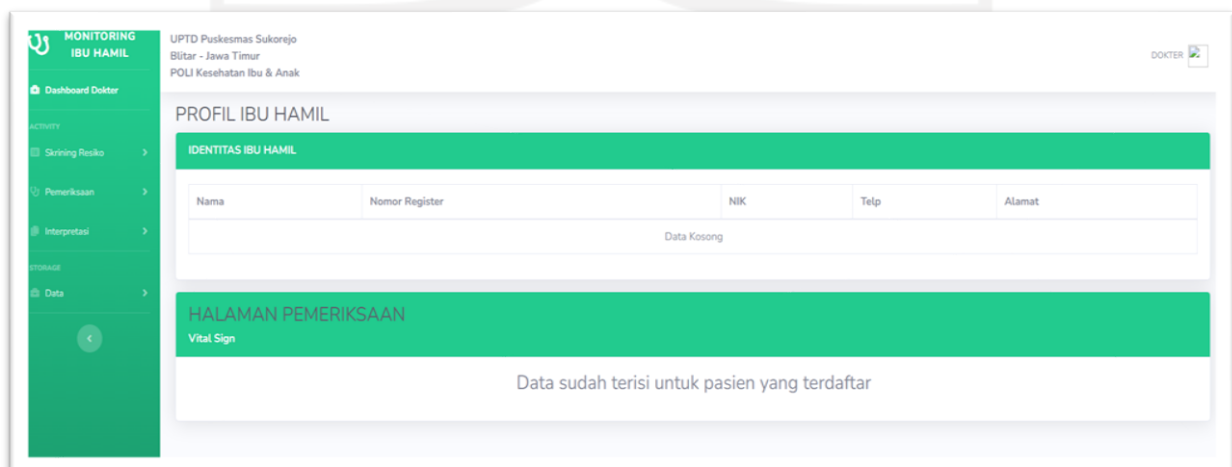 MONITORING
IBU HAMIL
Dashboard Dokter
ACTIVITY
Skrining Resiko
Pemeriksaan
Interpretasi
STORAGE
Data
UPTD Puskesmas Sukorejo
Blitar - Jawa Timur
POLI Kesehatan Ibu & Anak
DOKTER
PROFIL IBU HAMIL
IDENTITAS IBU HAMIL
Nama Nomor Register NIK Telp Alamat
Data Kosong
HALAMAN PEMERIKSAAN
Vital Sign
Data sudah terisi untuk pasien yang terdaftar